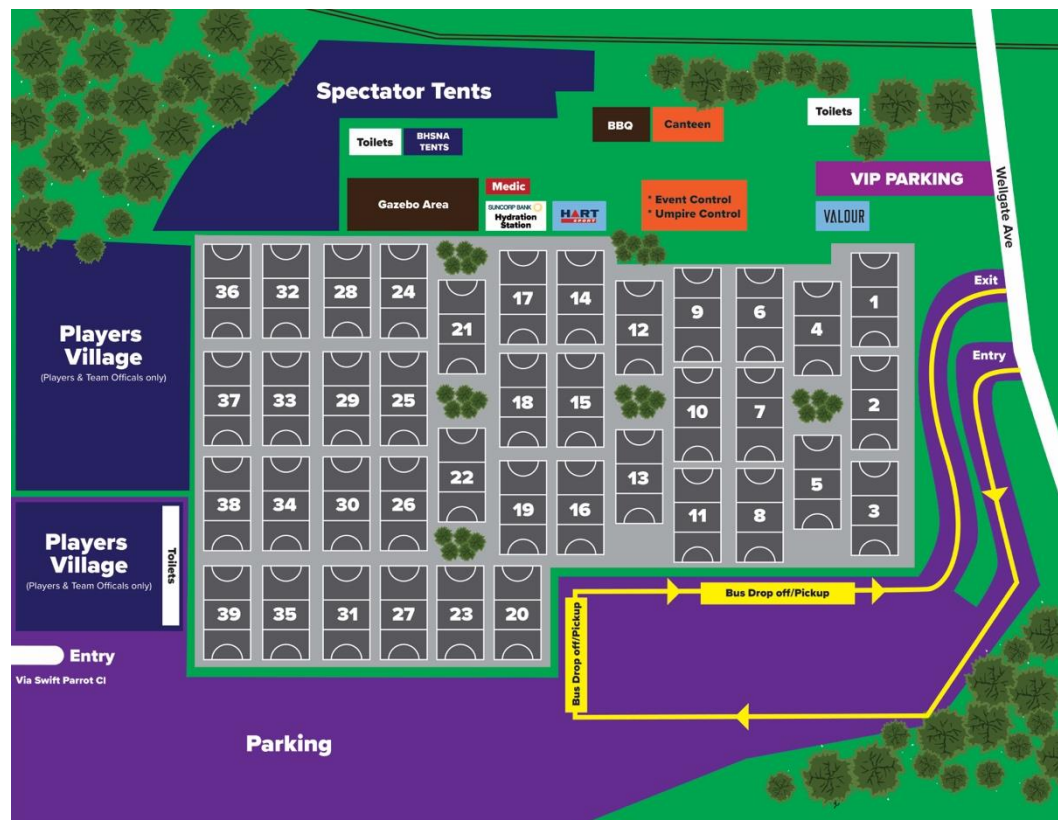 Spectator Tents
Toilets
BHSNA
TENTS
BBQ
Canteen
Toilets
VIP PARKING
Wellgate Ave
Gazebo Area
Medic
SUNCORP BANK
Hydration
Station
HART
SPORT
* Event Control
* Umpire Control
VALOUR
Exit
Entry
Players
Village
(Players & Team Officals only)
36
32
28
24
21
17
14
12
9
6
4
1
37
33
29
25
18
15
10
7
2
38
34
30
26
22
19
16
13
11
8
5
3
39
35
31
27
23
20
Players
Village
(Players & Team Officals only)
Toilets
Entry
Via Swift Parrot Cl
Bus Drop off/Pickup
Bus Drop off/Pickup
Parking